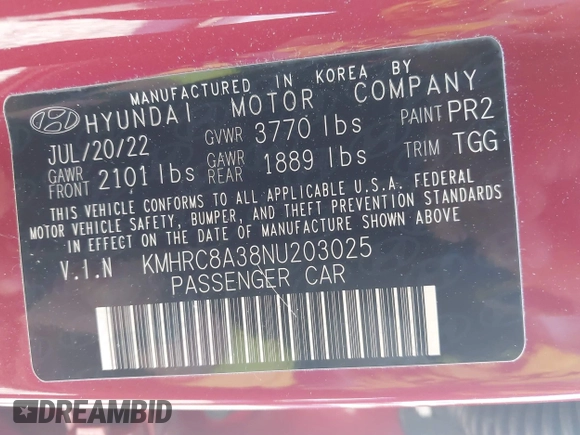 MANUFACTURED IN KOREA BY
HYUNDAI MOTOR COMPANY
JUL/20/22 GVWR 3770 lbs PAINT PR2
GAWR FRONT 2101 lbs GAWR REAR 1889 lbs TRIM TGG
THIS VEHICLE CONFORMS TO ALL APPLICABLE U.S.A. FEDERAL
MOTOR VEHICLE SAFETY, BUMPER, AND THEFT PREVENTION STANDARDS
IN EFFECT ON THE DATE OF MANUFACTURE SHOWN ABOVE.
V.I.N KMHRC8A38NU203025
PASSENGER CAR
DREAMBID